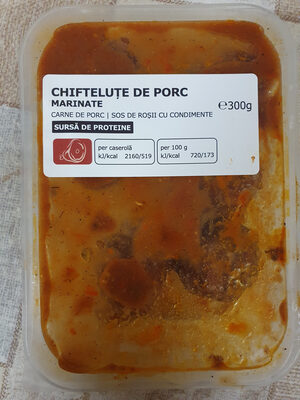 CHIFTELUȚE DE PORC
MARINATE
CARNE DE PORC | SOS DE ROȘII CU CONDIMENTE
℮300g
SURSĂ DE PROTEINE
per caserolă
kJ/kcal 2160/519
per 100 g
kJ/kcal 720/173